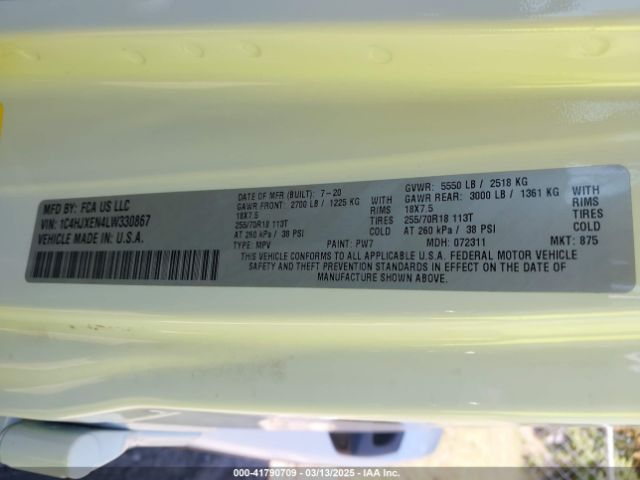 MFD BY: FCA US LLC
VIN: 1C4HJXEN4LW330867
VEHICLE MADE IN: U.S.A.
DATE OF MFR (BUILT): 7-20
GAWR FRONT: 2700 LB / 1225 KG WITH
18X7.5 RIMS
255/70R18 113T TIRES
AT 260 kPa / 38 PSI COLD
GVWR: 5550 LB / 2518 KG
GAWR REAR: 3000 LB / 1361 KG WITH
18X7.5 RIMS
255/70R18 113T TIRES
AT 260 kPa / 38 PSI COLD
TYPE: MPV PAINT: PW7 MDH: 072311 MKT: 875
THIS VEHICLE CONFORMS TO ALL APPLICABLE U.S.A. FEDERAL MOTOR VEHICLE
SAFETY AND THEFT PREVENTION STANDARDS IN EFFECT ON THE DATE OF
MANUFACTURE SHOWN ABOVE.
000-41790709 - 03/13/2025 - IAA Inc.